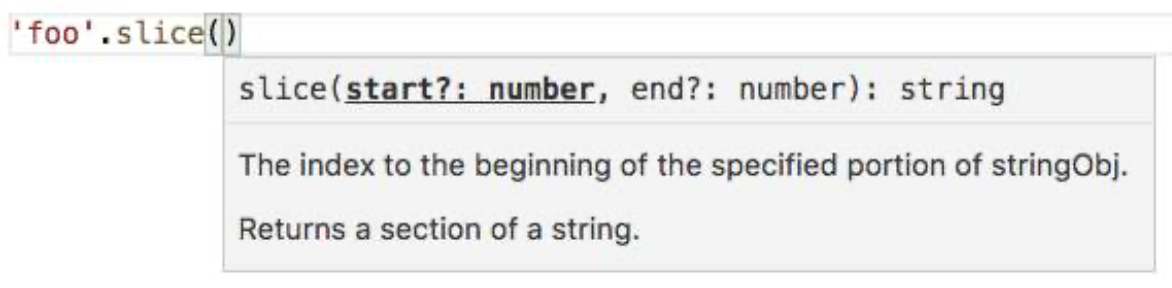 'foo'.slice()
slice(start?: number, end?: number): string
The index to the beginning of the specified portion of stringObj.
Returns a section of a string.